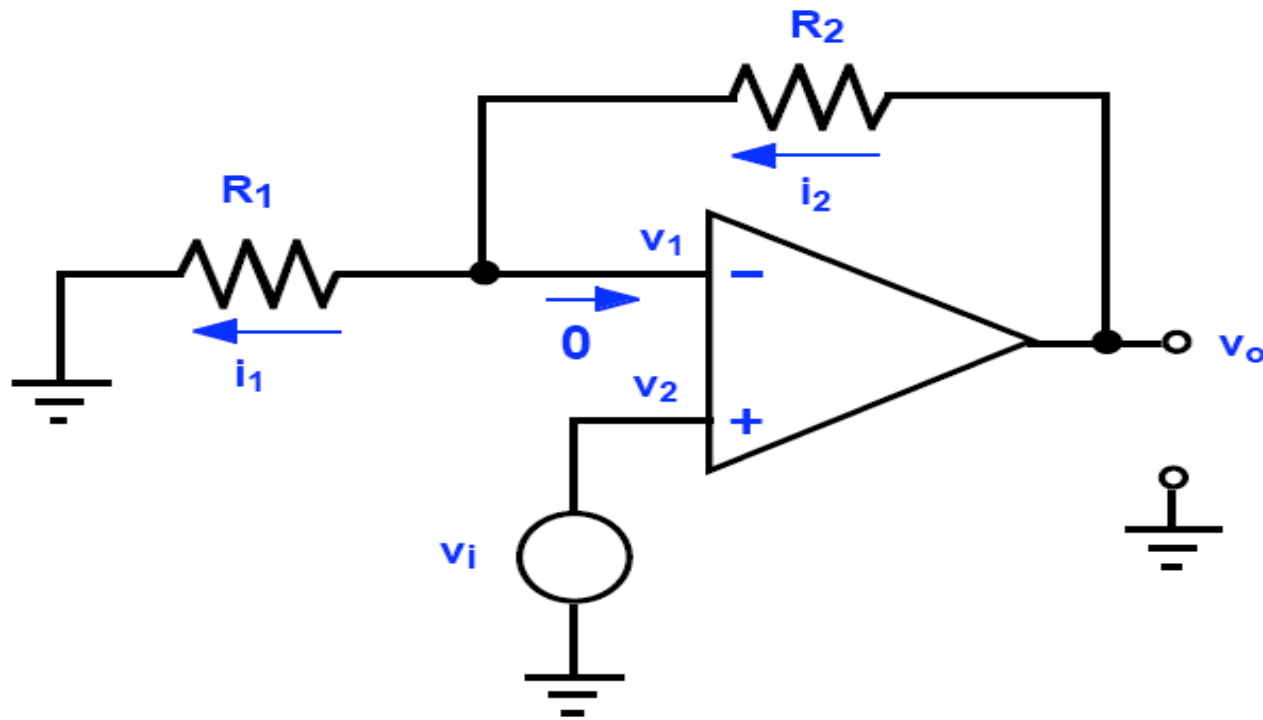 R₂
R₁
i₂
v₁
−
0
i₁
vₒ
v₂
+
vᵢ